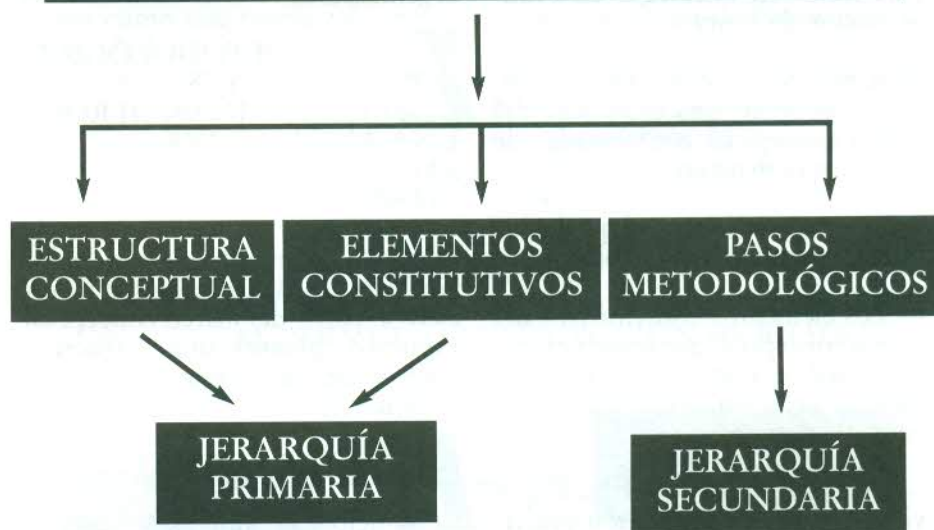 ESTRUCTURA
CONCEPTUAL
ELEMENTOS
CONSTITUTIVOS
PASOS
METODOLÓGICOS
JERARQUÍA
PRIMARIA
JERARQUÍA
SECUNDARIA